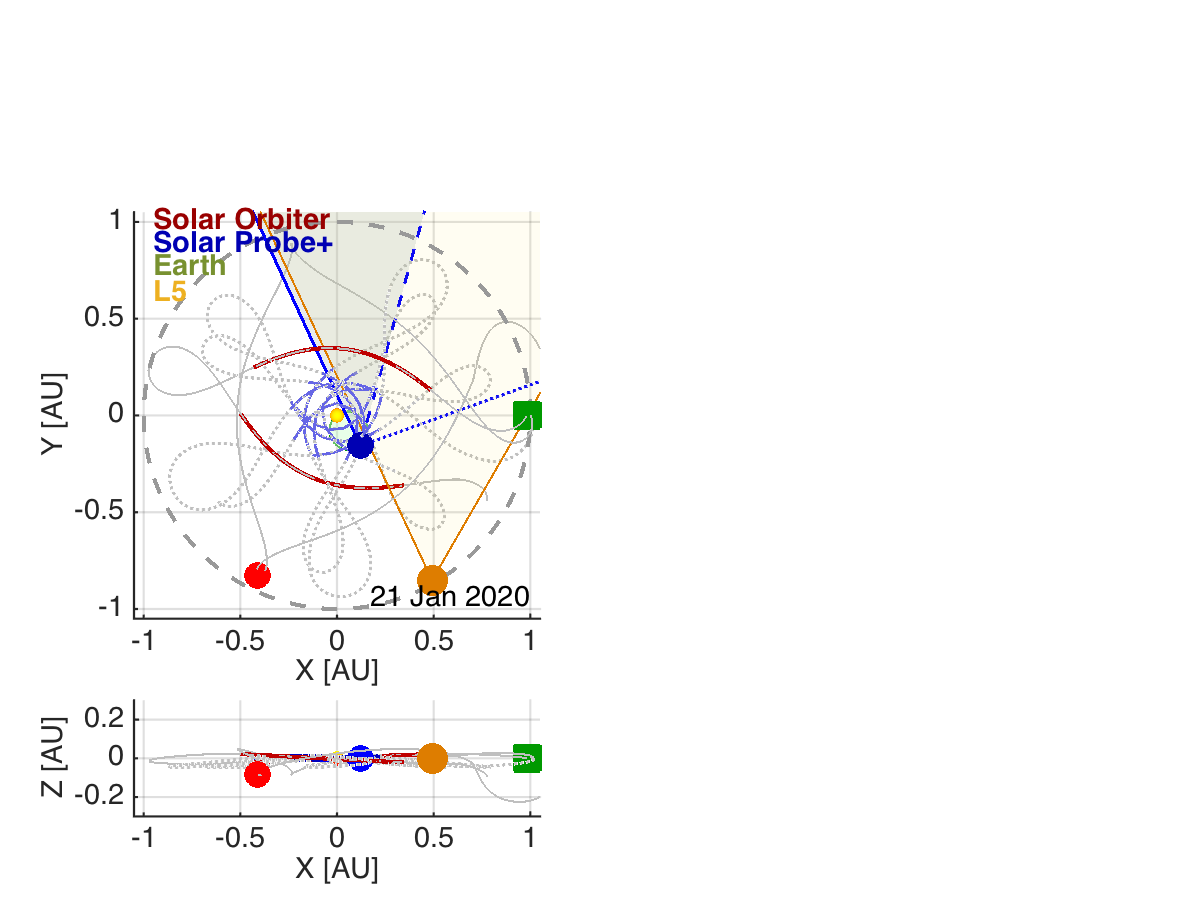 Solar Orbiter
Solar Probe+
Earth
L5
1
0.5
0
-0.5
-1
Y [AU]
21 Jan 2020
-1 -0.5 0 0.5 1
X [AU]
0.2
0
-0.2
Z [AU]
-1 -0.5 0 0.5 1
X [AU]